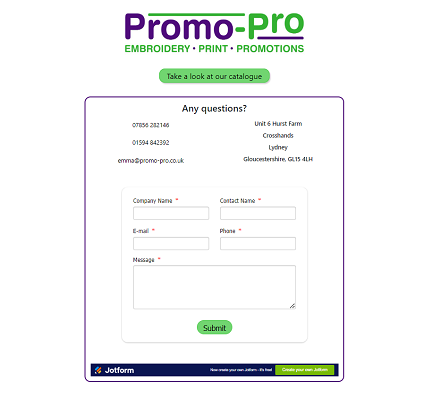 Promo-Pro
EMBROIDERY • PRINT • PROMOTIONS
Take a look at our catalogue
Any questions?
07856 282146
01594 842392
emma@promo-pro.co.uk
Unit 6 Hurst Farm
Crosshands
Lydney
Gloucestershire, GL15 4LH
Company Name *
Contact Name *
E-mail *
Phone *
Message *
Submit
Jotform
Now create your own Jotform - It's free!
Create your own Jotform